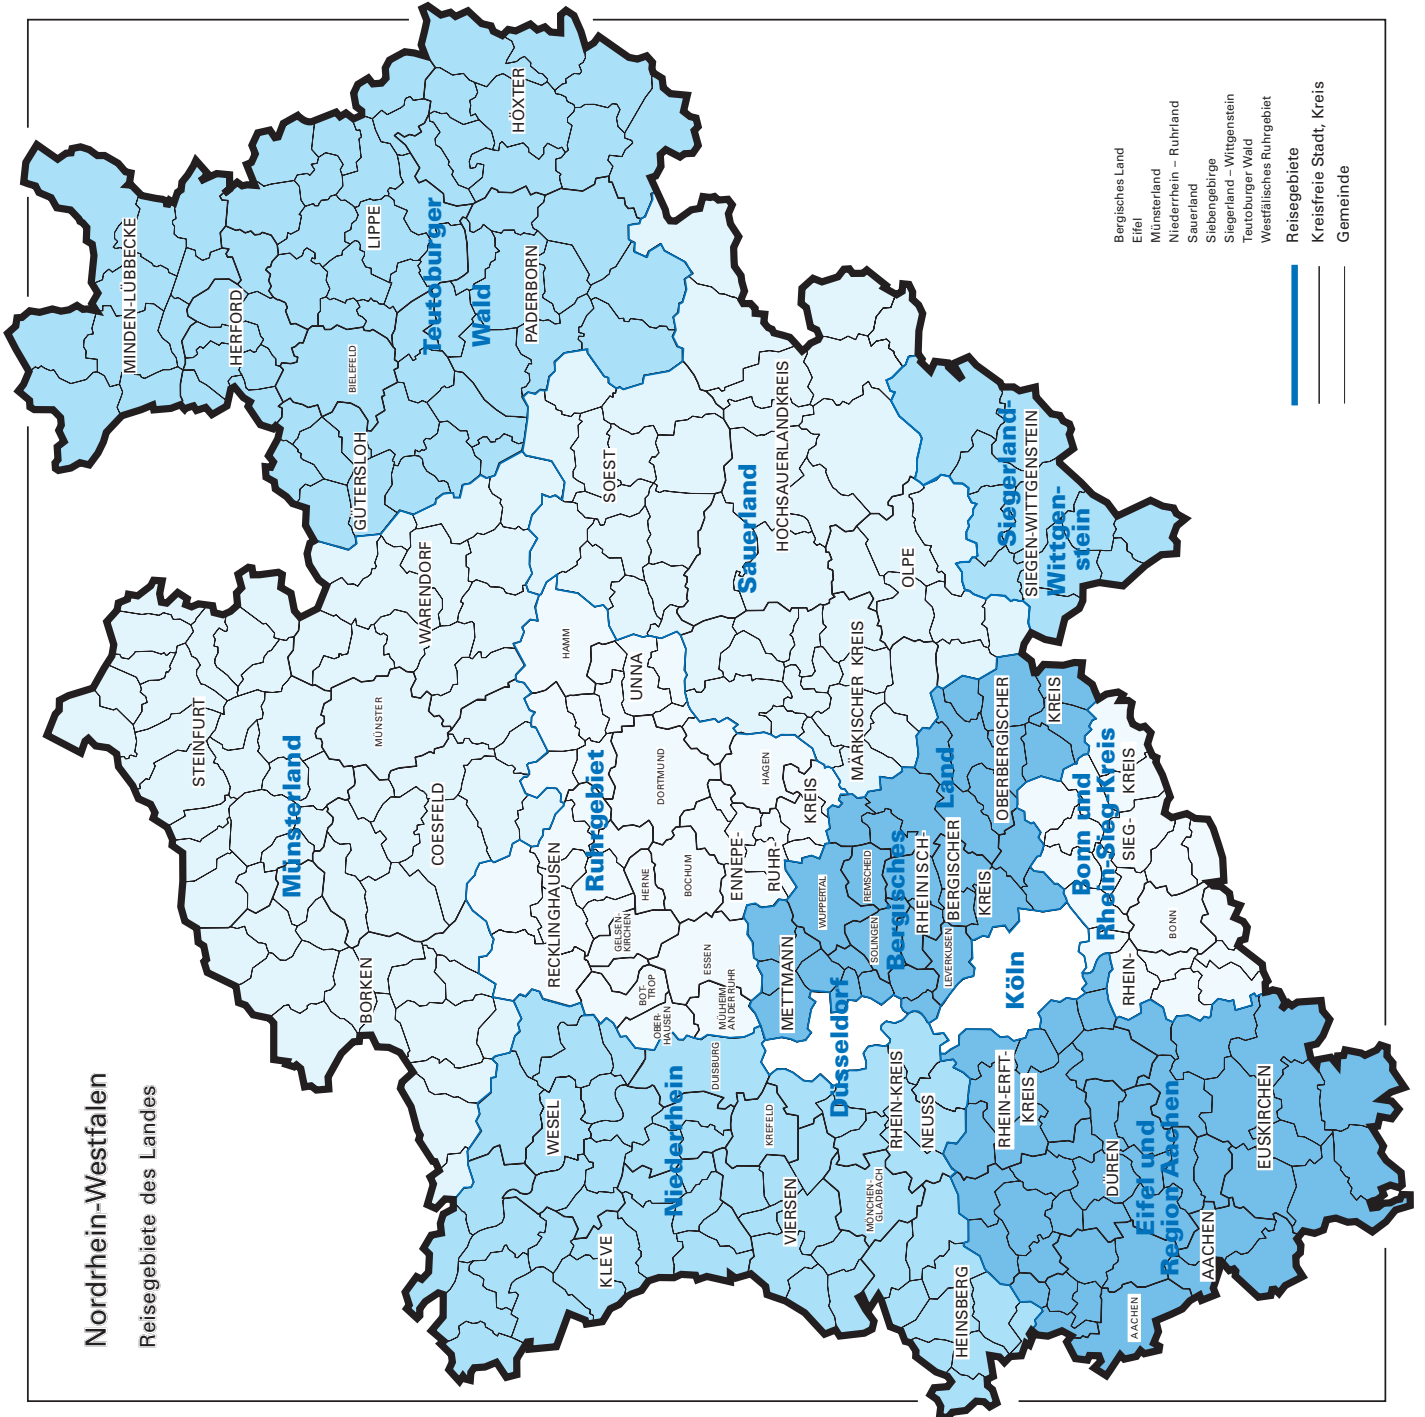 Nordrhein-Westfalen
Reisegebiete des Landes
STEINFURT
Münsterland
BORKEN
COESFELD
MÜNSTER
WARENDORF
MINDEN-LÜBBECKE
HERFORD
BIELEFELD
GÜTERSLOH
LIPPE
Teutoburger
Wald
PADERBORN
HÖXTER
KLEVE
WESEL
Niederrhein
DUISBURG
KREFELD
VIERSEN
MÖNCHEN-
GLADBACH
RHEIN-KREIS
NEUSS
HEINSBERG
RECKLINGHAUSEN
Ruhrgebiet
GELSEN-
KIRCHEN
BOT-
TROP
OBER-
HAUSEN
MÜLHEIM
AN DER RUHR
ESSEN
HERNE
BOCHUM
DORTMUND
HAMM
UNNA
HAGEN
ENNEPE-
RUHR-
KREIS
SOEST
Sauerland
HOCHSAUERLANDKREIS
MÄRKISCHER KREIS
OLPE
Siegerland-
SIEGEN-WITTGENSTEIN
Wittgen-
stein
Düsseldorf
METTMANN
WUPPERTAL
REMSCHEID
SOLINGEN
Bergisches
Land
RHEINISCH-
BERGISCHER
KREIS
LEVERKUSEN
OBERBERGISCHER
KREIS
Köln
Bonn und
Rhein-Sieg-Kreis
RHEIN-
SIEG-
KREIS
BONN
RHEIN-ERFT-
KREIS
DÜREN
Eifel und
Region Aachen
AACHEN
AACHEN
EUSKIRCHEN
Bergisches Land
Eifel
Münsterland
Niederrhein – Ruhrland
Sauerland
Siebengebirge
Siegerland – Wittgenstein
Teutoburger Wald
Westfälisches Ruhrgebiet
Reisegebiete
Kreisfreie Stadt, Kreis
Gemeinde